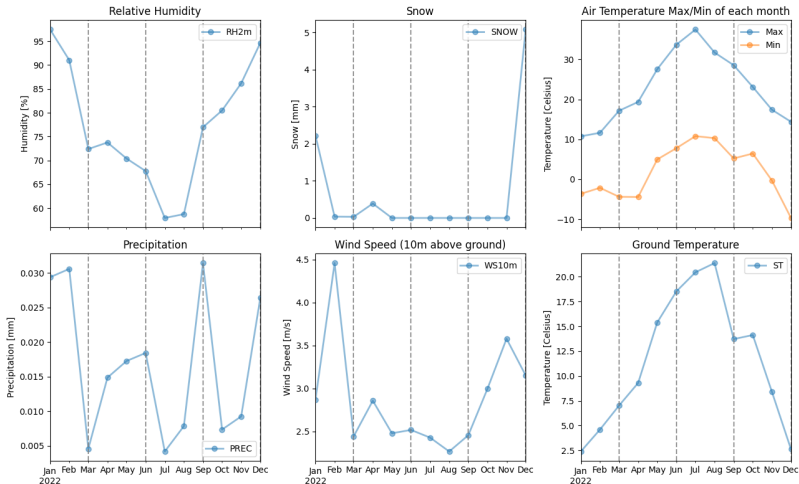 Relative Humidity
Snow
Air Temperature Max/Min of each month
RH2m
SNOW
Max
Min
Humidity [%]
95
90
85
80
75
70
65
60
Snow [mm]
5
4
3
2
1
0
Temperature [Celsius]
30
20
10
0
−10
Precipitation
Wind Speed (10m above ground)
Ground Temperature
PREC
WS10m
ST
Precipitation [mm]
0.030
0.025
0.020
0.015
0.010
0.005
Jan Feb Mar Apr May Jun Jul Aug Sep Oct Nov Dec
2022
Wind Speed [m/s]
4.5
4.0
3.5
3.0
2.5
Jan Feb Mar Apr May Jun Jul Aug Sep Oct Nov Dec
2022
Temperature [Celsius]
20.0
17.5
15.0
12.5
10.0
7.5
5.0
2.5
Jan Feb Mar Apr May Jun Jul Aug Sep Oct Nov Dec
2022